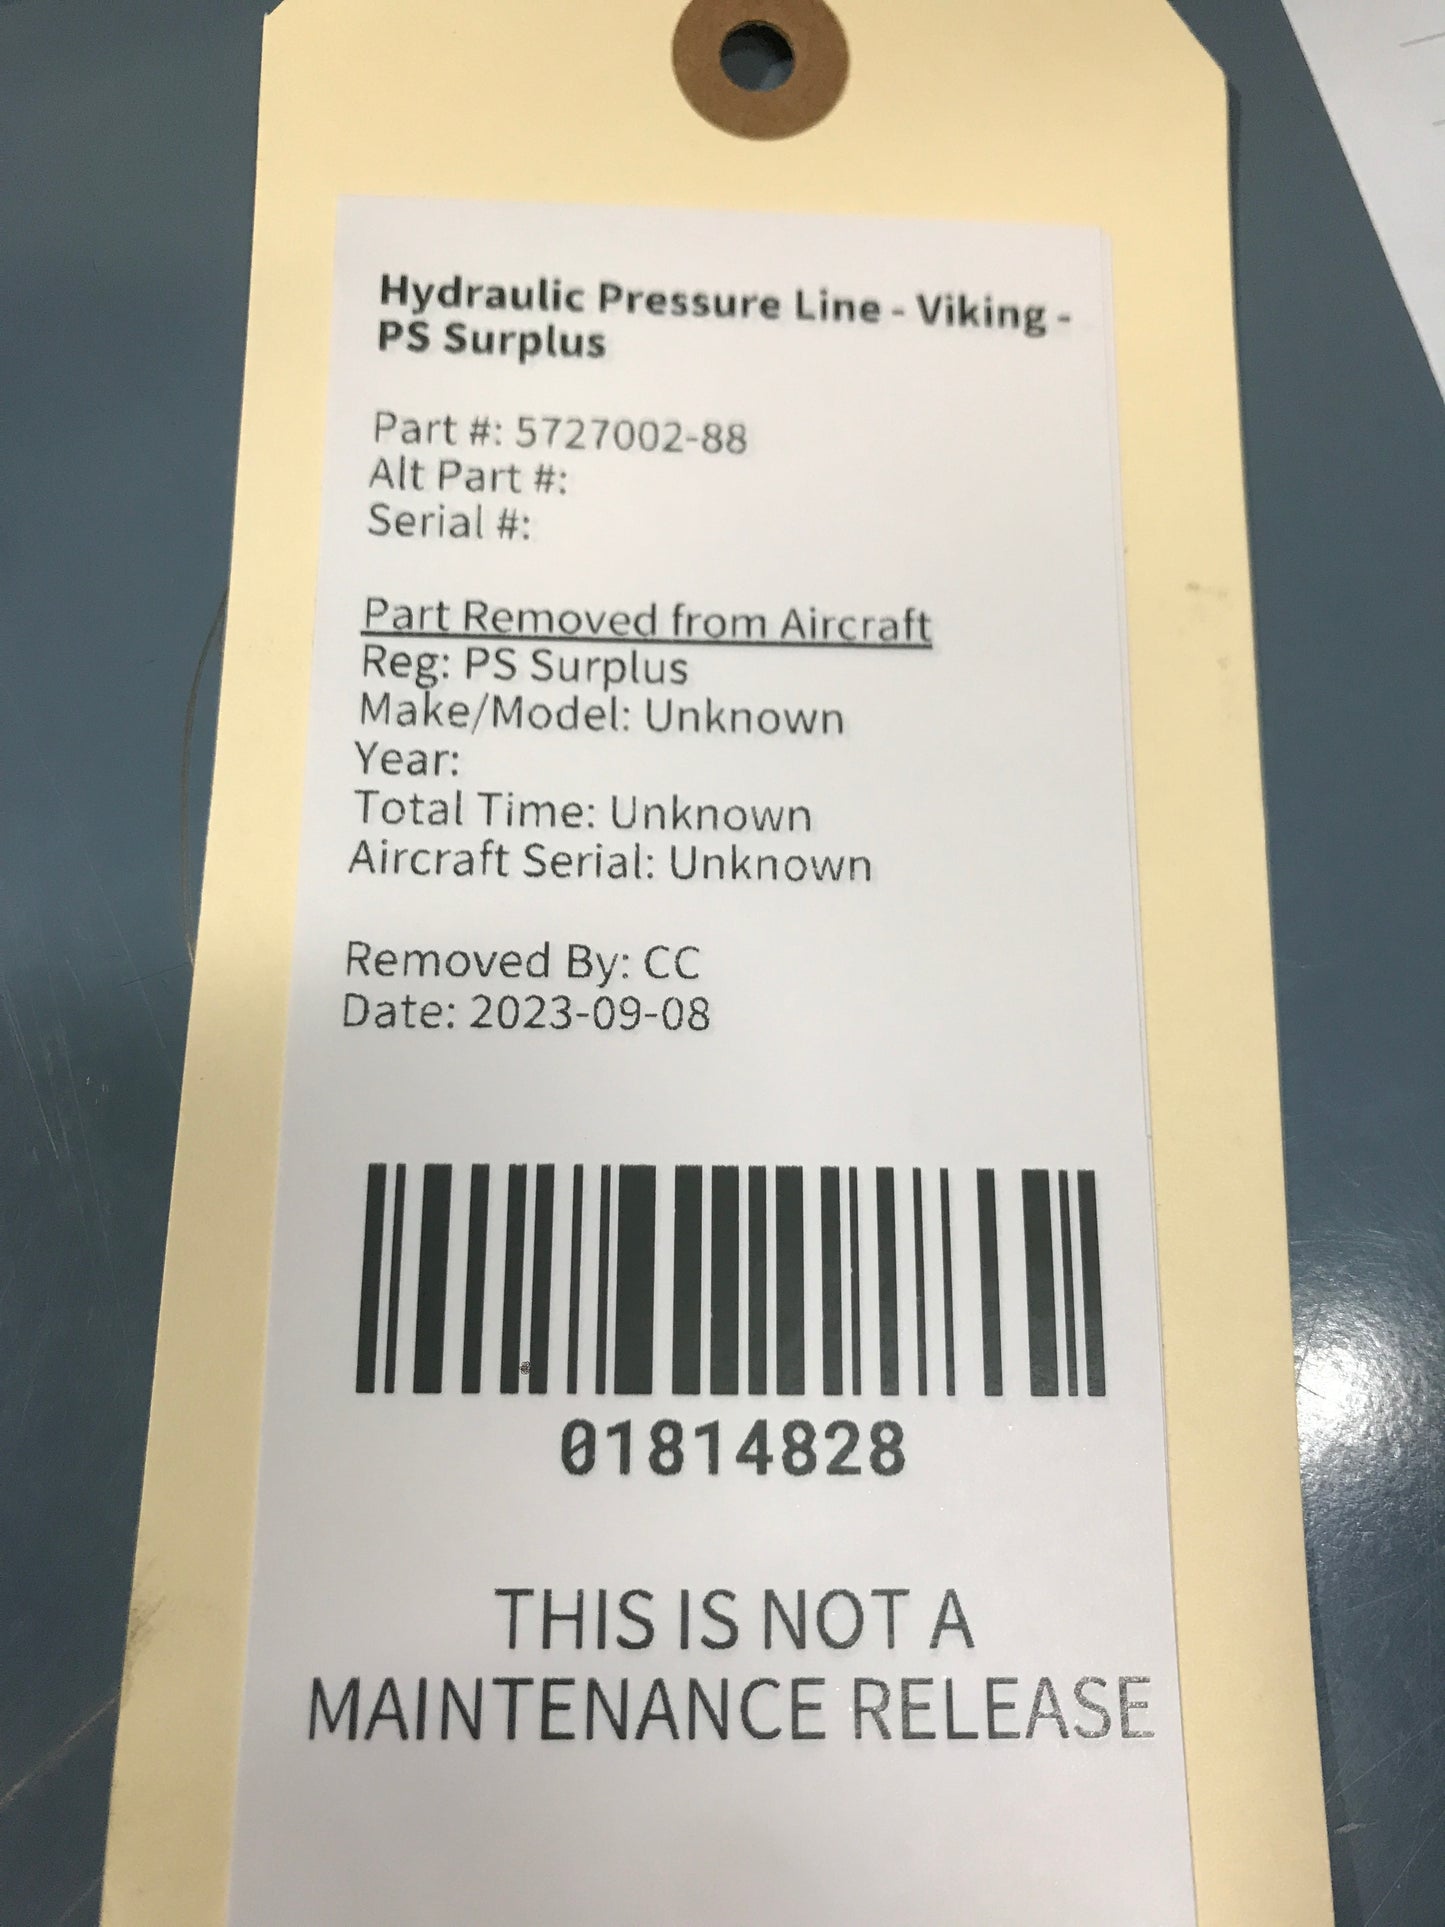 Hydraulic Pressure Line - Viking -
PS Surplus
Part #: 5727002-88
Alt Part #:
Serial #:
Part Removed from Aircraft
Reg: PS Surplus
Make/Model: Unknown
Year:
Total Time: Unknown
Aircraft Serial: Unknown
Removed By: CC
Date: 2023-09-08
01814828
THIS IS NOT A
MAINTENANCE RELEASE